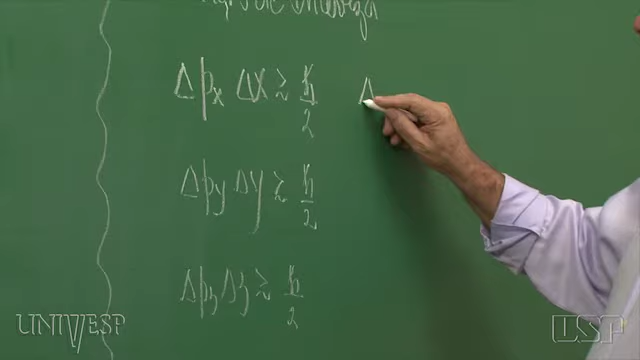 Δpx Δx ≳ ħ/2 Δ
Δpy Δy ≳ ħ/2
Δpz Δz ≳ ħ/2
UNIVESP
USP